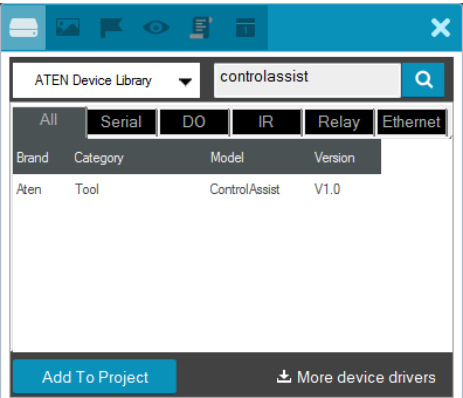 1
ATEN Device Library controlassist
All Serial DO IR Relay Ethernet
Brand Category Model Version
Aten Tool ControlAssist V1.0
Add To Project More device drivers